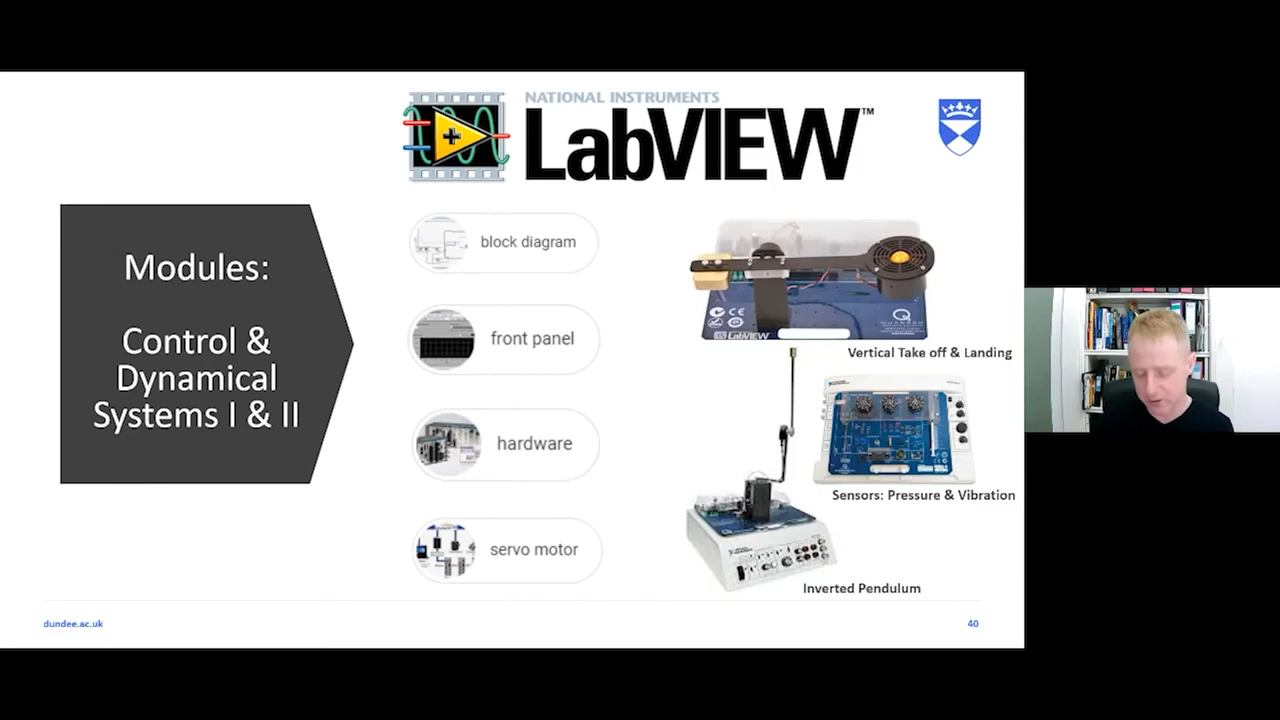 NATIONAL INSTRUMENTS
LabVIEW™
Modules:
Control &
Dynamical
Systems I & II
block diagram
front panel
hardware
servo motor
LabVIEW
Vertical Take off & Landing
Sensors: Pressure & Vibration
Inverted Pendulum
dundee.ac.uk
40